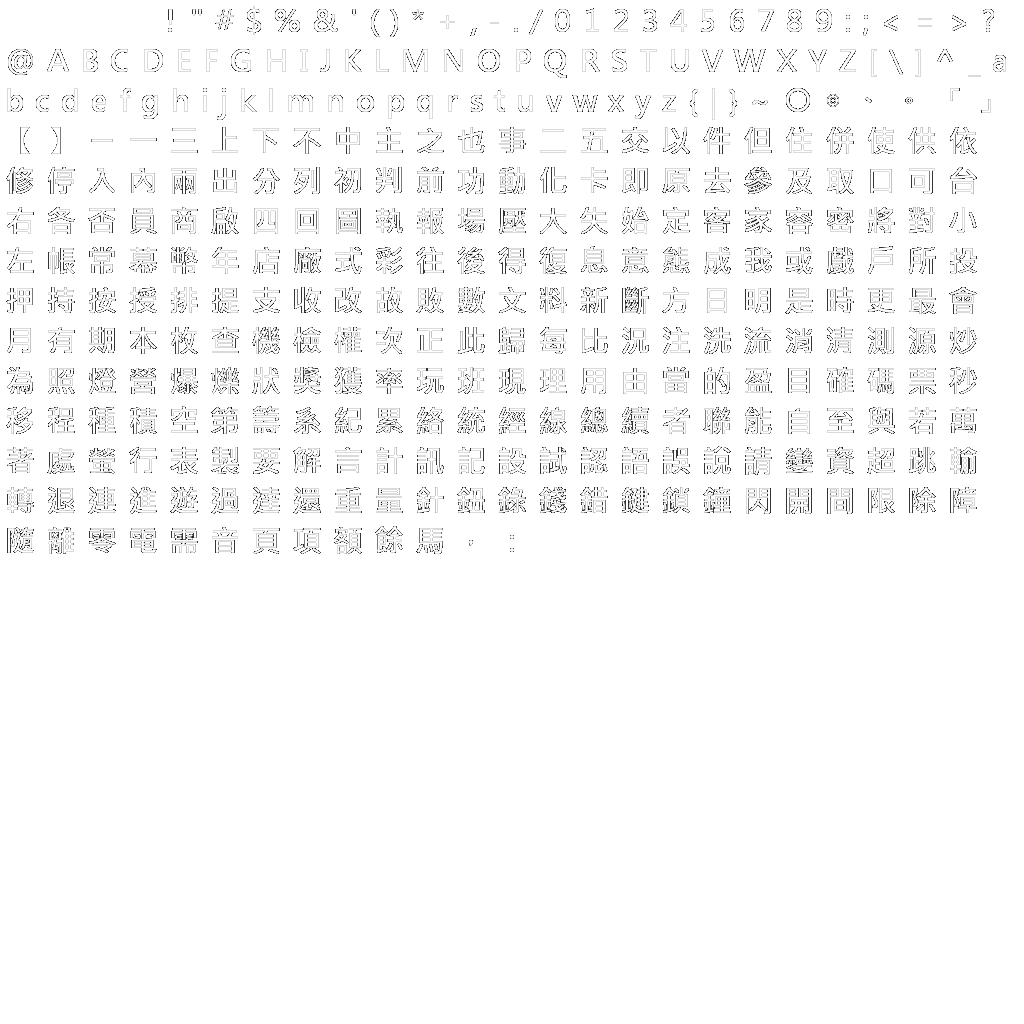 ! " # $ % & ' ( ) * + , - . / 0 1 2 3 4 5 6 7 8 9 : ; < = > ?
@ A B C D E F G H I J K L M N O P Q R S T U V W X Y Z [ \ ] ^ _ a
b c d e f g h i j k l m n o p q r s t u v w x y z { | } ~ ○ ◎ 、 。 「 」
【 】 一 一 三 上 下 不 中 主 之 也 事 二 五 交 以 件 但 住 併 使 供 依
修 停 入 內 兩 出 分 列 初 判 前 功 動 化 卡 即 原 去 參 及 取 口 可 台
右 各 否 員 商 啟 四 回 圖 執 報 場 壓 大 失 始 定 客 家 容 密 將 對 小
左 帳 常 幕 幣 年 店 廠 式 彩 往 後 得 復 息 意 態 成 我 或 戲 戶 所 投
押 持 按 授 排 提 支 收 改 故 敗 數 文 料 新 斷 方 日 明 是 時 更 最 會
月 有 期 本 枚 查 機 檢 權 次 正 此 歸 每 比 況 注 洗 流 消 清 測 源 炒
為 照 燈 營 爆 爍 狀 獎 獲 率 玩 班 現 理 用 由 當 的 盈 目 確 碼 票 秒
移 程 種 積 空 第 籌 系 紀 累 絡 統 經 線 總 續 者 聯 能 自 至 與 若 萬
著 處 螢 行 表 製 要 解 言 計 訊 記 設 試 認 語 誤 說 請 變 資 超 跳 輸
轉 退 連 進 遊 過 達 還 重 量 針 鈕 錄 錢 錯 鍵 鎖 鐘 閃 開 間 限 除 障
隨 離 零 電 需 音 頁 項 額 餘 馬 ， ：